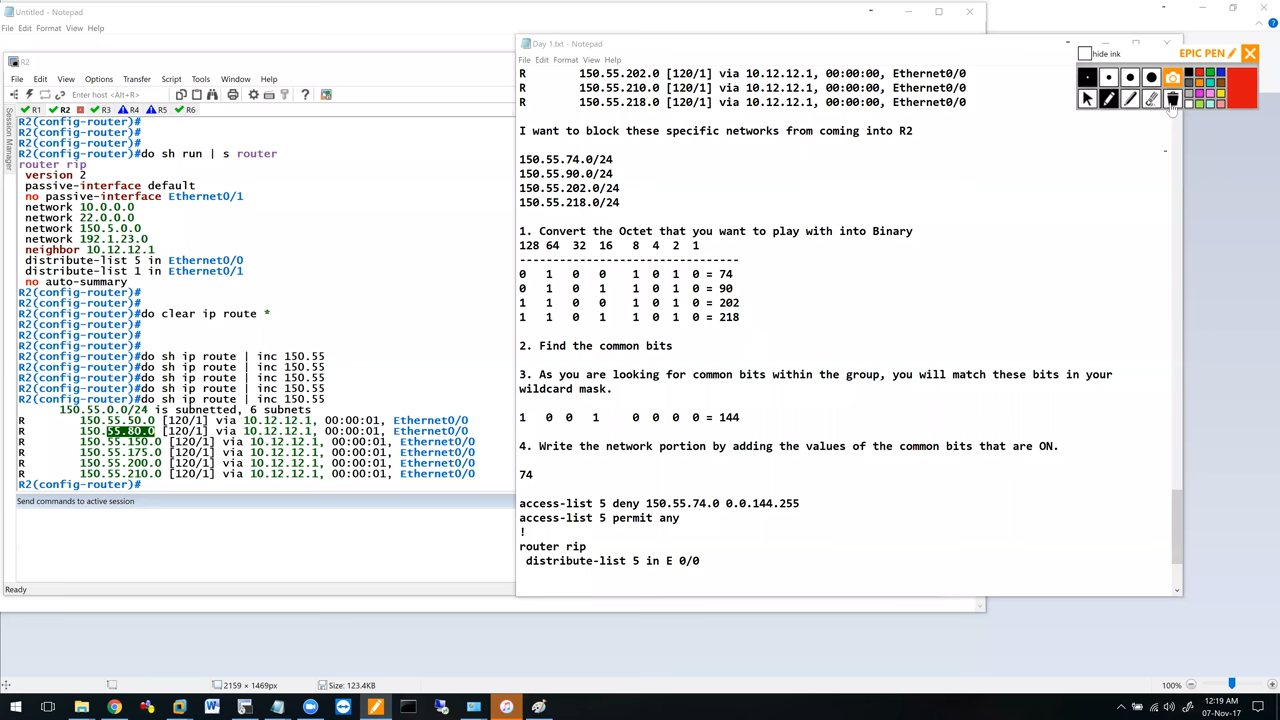 Untitled - Notepad
File Edit Format View Help
R2
File Edit View Options Transfer Script Tools Window Help
Enter host <Alt+R>
R1 R2 R3 R4 R5 R6
Session Manager
R2(config-router)#
R2(config-router)#
R2(config-router)#
R2(config-router)#do sh run | s router
router rip
version 2
passive-interface default
no passive-interface Ethernet0/1
network 10.0.0.0
network 22.0.0.0
network 150.5.0.0
network 192.1.23.0
neighbor 10.12.12.1
distribute-list 5 in Ethernet0/0
distribute-list 1 in Ethernet0/1
no auto-summary
R2(config-router)#
R2(config-router)#
R2(config-router)#do clear ip route *
R2(config-router)#
R2(config-router)#
R2(config-router)#
R2(config-router)#do sh ip route | inc 150.55
R2(config-router)#do sh ip route | inc 150.55
R2(config-router)#do sh ip route | inc 150.55
R2(config-router)#do sh ip route | inc 150.55
R2(config-router)#do sh ip route | inc 150.55
150.55.0.0/24 is subnetted, 6 subnets
R 150.55.50.0 [120/1] via 10.12.12.1, 00:00:01, Ethernet0/0
R 150.55.80.0 [120/1] via 10.12.12.1, 00:00:01, Ethernet0/0
R 150.55.150.0 [120/1] via 10.12.12.1, 00:00:01, Ethernet0/0
R 150.55.175.0 [120/1] via 10.12.12.1, 00:00:01, Ethernet0/0
R 150.55.200.0 [120/1] via 10.12.12.1, 00:00:01, Ethernet0/0
R 150.55.210.0 [120/1] via 10.12.12.1, 00:00:01, Ethernet0/0
R2(config-router)#
Send commands to active session
Ready
Day 1.txt - Notepad
File Edit Format View Help
R 150.55.202.0 [120/1] via 10.12.12.1, 00:00:00, Ethernet0/0
R 150.55.210.0 [120/1] via 10.12.12.1, 00:00:00, Ethernet0/0
R 150.55.218.0 [120/1] via 10.12.12.1, 00:00:00, Ethernet0/0
I want to block these specific networks from coming into R2
150.55.74.0/24
150.55.90.0/24
150.55.202.0/24
150.55.218.0/24
1. Convert the Octet that you want to play with into Binary
128 64 32 16 8 4 2 1
---------------------------------
0 1 0 0 1 0 1 0 = 74
0 1 0 1 1 0 1 0 = 90
1 1 0 0 1 0 1 0 = 202
1 1 0 1 1 0 1 0 = 218
2. Find the common bits
3. As you are looking for common bits within the group, you will match these bits in your
wildcard mask.
1 0 0 1 0 0 0 0 = 144
4. Write the network portion by adding the values of the common bits that are ON.
74
access-list 5 deny 150.55.74.0 0.0.144.255
access-list 5 permit any
!
router rip
distribute-list 5 in E 0/0
hide ink
EPIC PEN
2159 × 1469px
Size: 123.4KB
100%
12:19 AM
07-Nov-17